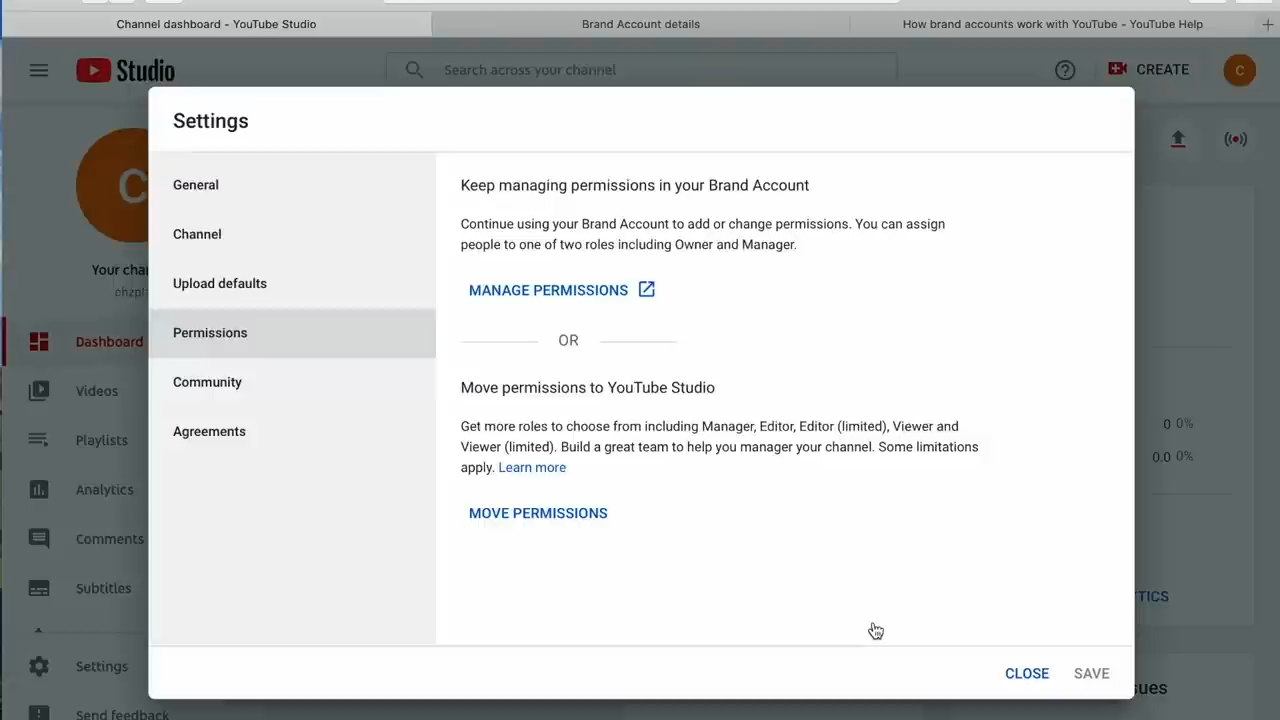 Channel dashboard - YouTube Studio
Brand Account details
How brand accounts work with YouTube - YouTube Help
Studio
Search across your channel
CREATE
C
Settings
General
Channel
Upload defaults
Permissions
Community
Agreements
Keep managing permissions in your Brand Account
Continue using your Brand Account to add or change permissions. You can assign
people to one of two roles including Owner and Manager.
MANAGE PERMISSIONS
OR
Move permissions to YouTube Studio
Get more roles to choose from including Manager, Editor, Editor (limited), Viewer and
Viewer (limited). Build a great team to help you manager your channel. Some limitations
apply. Learn more
MOVE PERMISSIONS
CLOSE
SAVE
C
Your
Dashboard
Videos
Playlists
Analytics
Comments
Subtitles
Settings
Send feedback
0 0%
0.0 0%